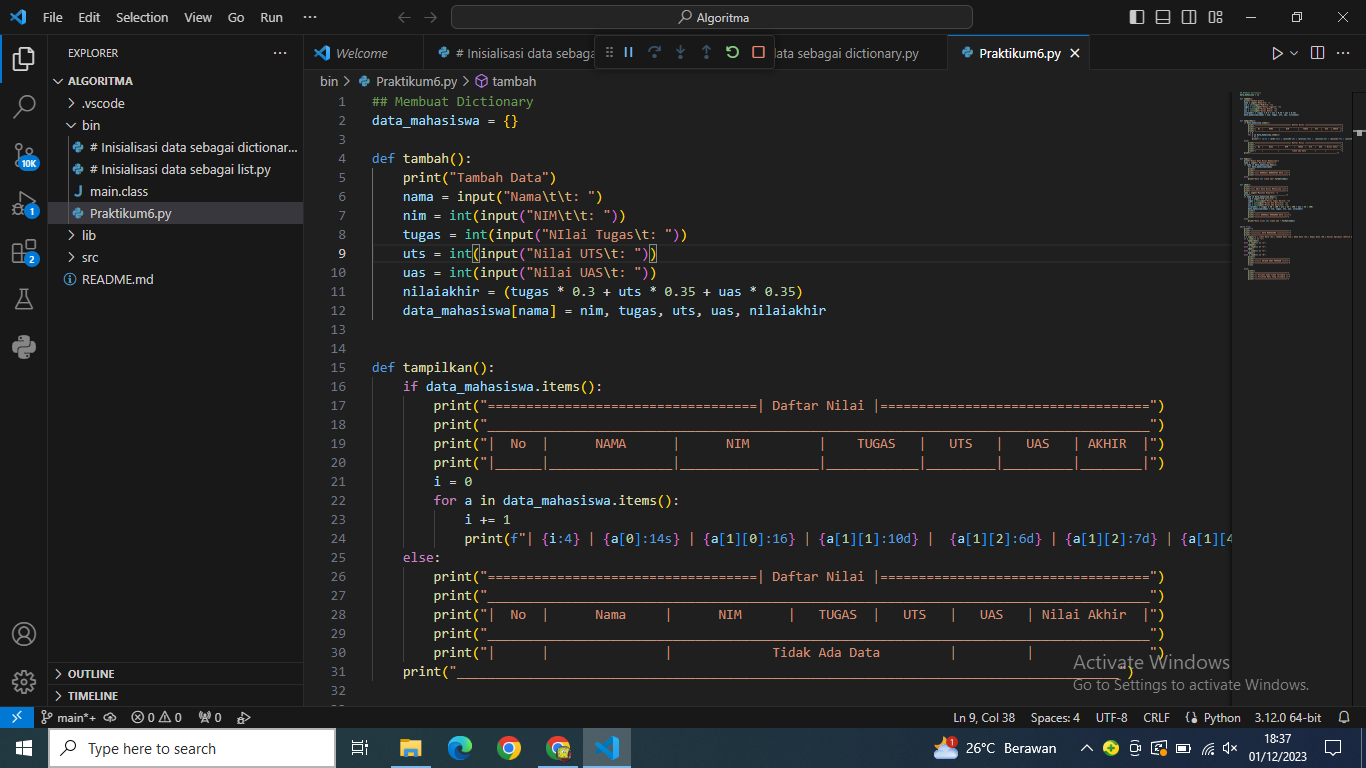 File Edit Selection View Go Run ··· Algoritma
EXPLORER ···
ALGORITMA
.vscode
bin
# Inisialisasi data sebagai dictionar...
# Inisialisasi data sebagai list.py
main.class
Praktikum6.py
lib
src
README.md
OUTLINE
TIMELINE
10K
1
2
Welcome # Inisialisasi data seba ata sebagai dictionary.py Praktikum6.py
bin > Praktikum6.py > tambah
1 ## Membuat Dictionary
2 data_mahasiswa = {}
3
4 def tambah():
5 print("Tambah Data")
6 nama = input("Nama\t\t: ")
7 nim = int(input("NIM\t\t: "))
8 tugas = int(input("NIlai Tugas\t: "))
9 uts = int(input("Nilai UTS\t: "))
10 uas = int(input("Nilai UAS\t: "))
11 nilaiakhir = (tugas * 0.3 + uts * 0.35 + uas * 0.35)
12 data_mahasiswa[nama] = nim, tugas, uts, uas, nilaiakhir
13
14
15 def tampilkan():
16 if data_mahasiswa.items():
17 print("===================================| Daftar Nilai |===================================")
18 print("______________________________________________________________________________________")
19 print("|  No  |      NAMA      |      NIM         |    TUGAS   |   UTS   |   UAS   | AKHIR  |")
20 print("|______|________________|__________________|____________|_________|_________|________|")
21 i = 0
22 for a in data_mahasiswa.items():
23 i += 1
24 print(f"| {i:4} | {a[0]:14s} | {a[1][0]:16} | {a[1][1]:10d} |  {a[1][2]:6d} | {a[1][2]:7d} | {a[1][4
25 else:
26 print("===================================| Daftar Nilai |===================================")
27 print("______________________________________________________________________________________")
28 print("|  No  |      Nama     |      NIM      |   TUGAS  |   UTS   |   UAS   | Nilai Akhir  |")
29 print("______________________________________________________________________________________")
30 print("|      |               |             Tidak Ada Data         |         |              ")
31 print("______________________________________________________________________________________")
32
Activate Windows
Go to Settings to activate Windows.
main*+ 0 0 0 Ln 9, Col 38 Spaces: 4 UTF-8 CRLF Python 3.12.0 64-bit
Type here to search 1 26°C Berawan 18:37
01/12/2023